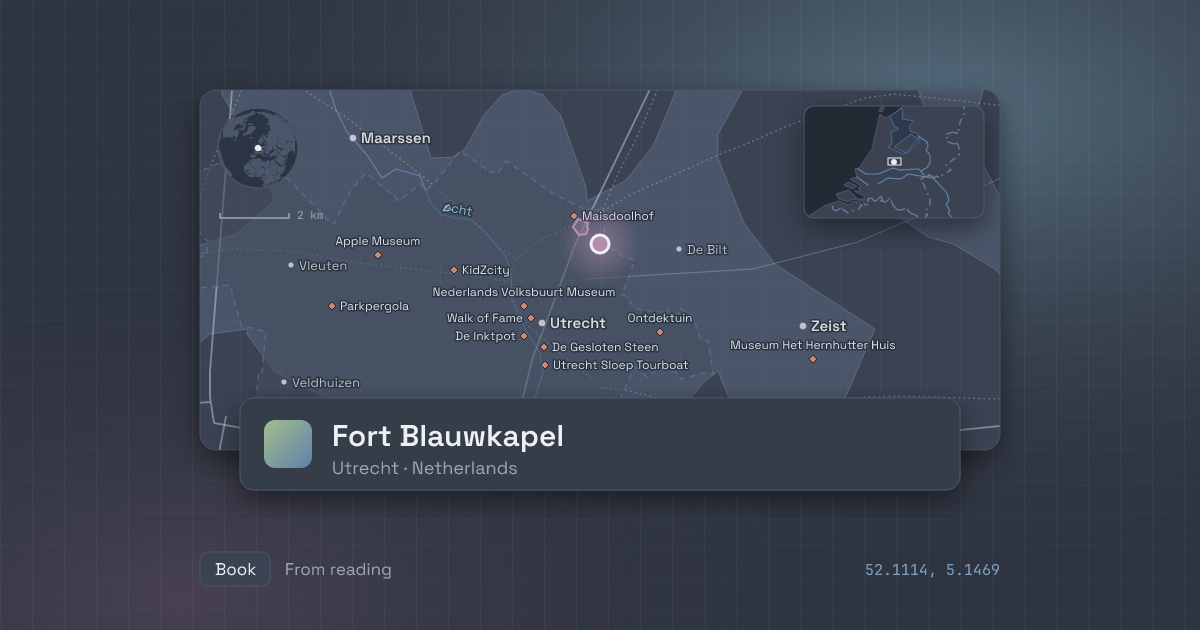 Maarssen
2 km
Maisdoolhof
Apple Museum
De Bilt
Vleuten
KidZcity
Nederlands Volksbuurt Museum
Parkpergola
Walk of Fame
Utrecht
Ontdektuin
Zeist
De Inktpot
De Gesloten Steen
Museum Het Hernhutter Huis
Utrecht Sloep Tourboat
Veldhuizen
Fort Blauwkapel
Utrecht · Netherlands
Book
From reading
52.1114, 5.1469